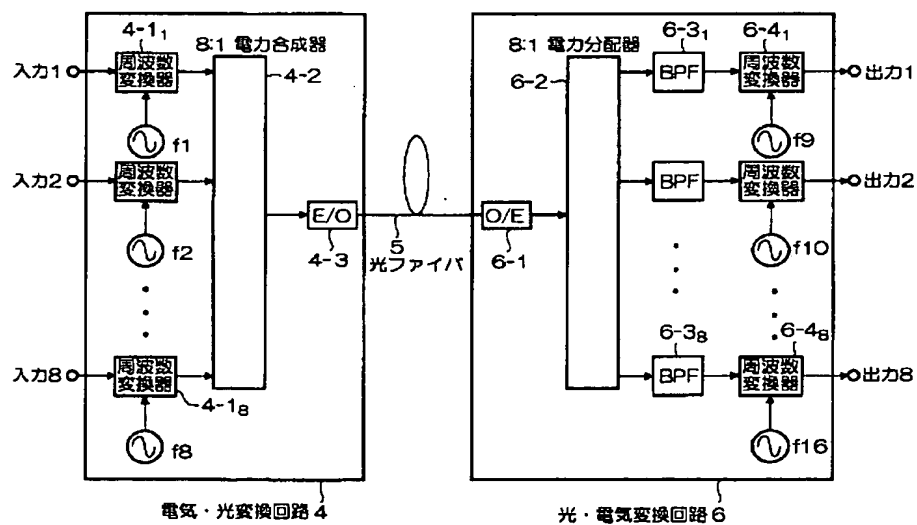 4-1₁
8:1 電力合成器
入力1
周波数
変換器
4-2
f1
入力2
周波数
変換器
f2
E/O
4-3
入力8
周波数
変換器
4-1₈
f8
電気・光変換回路 4
5
光ファイバ
8:1 電力分配器
6-3₁
6-4₁
6-2
BPF
周波数
変換器
出力1
f9
BPF
周波数
変換器
出力2
f10
O/E
6-1
6-3₈
6-4₈
BPF
周波数
変換器
出力8
f16
光・電気変換回路 6